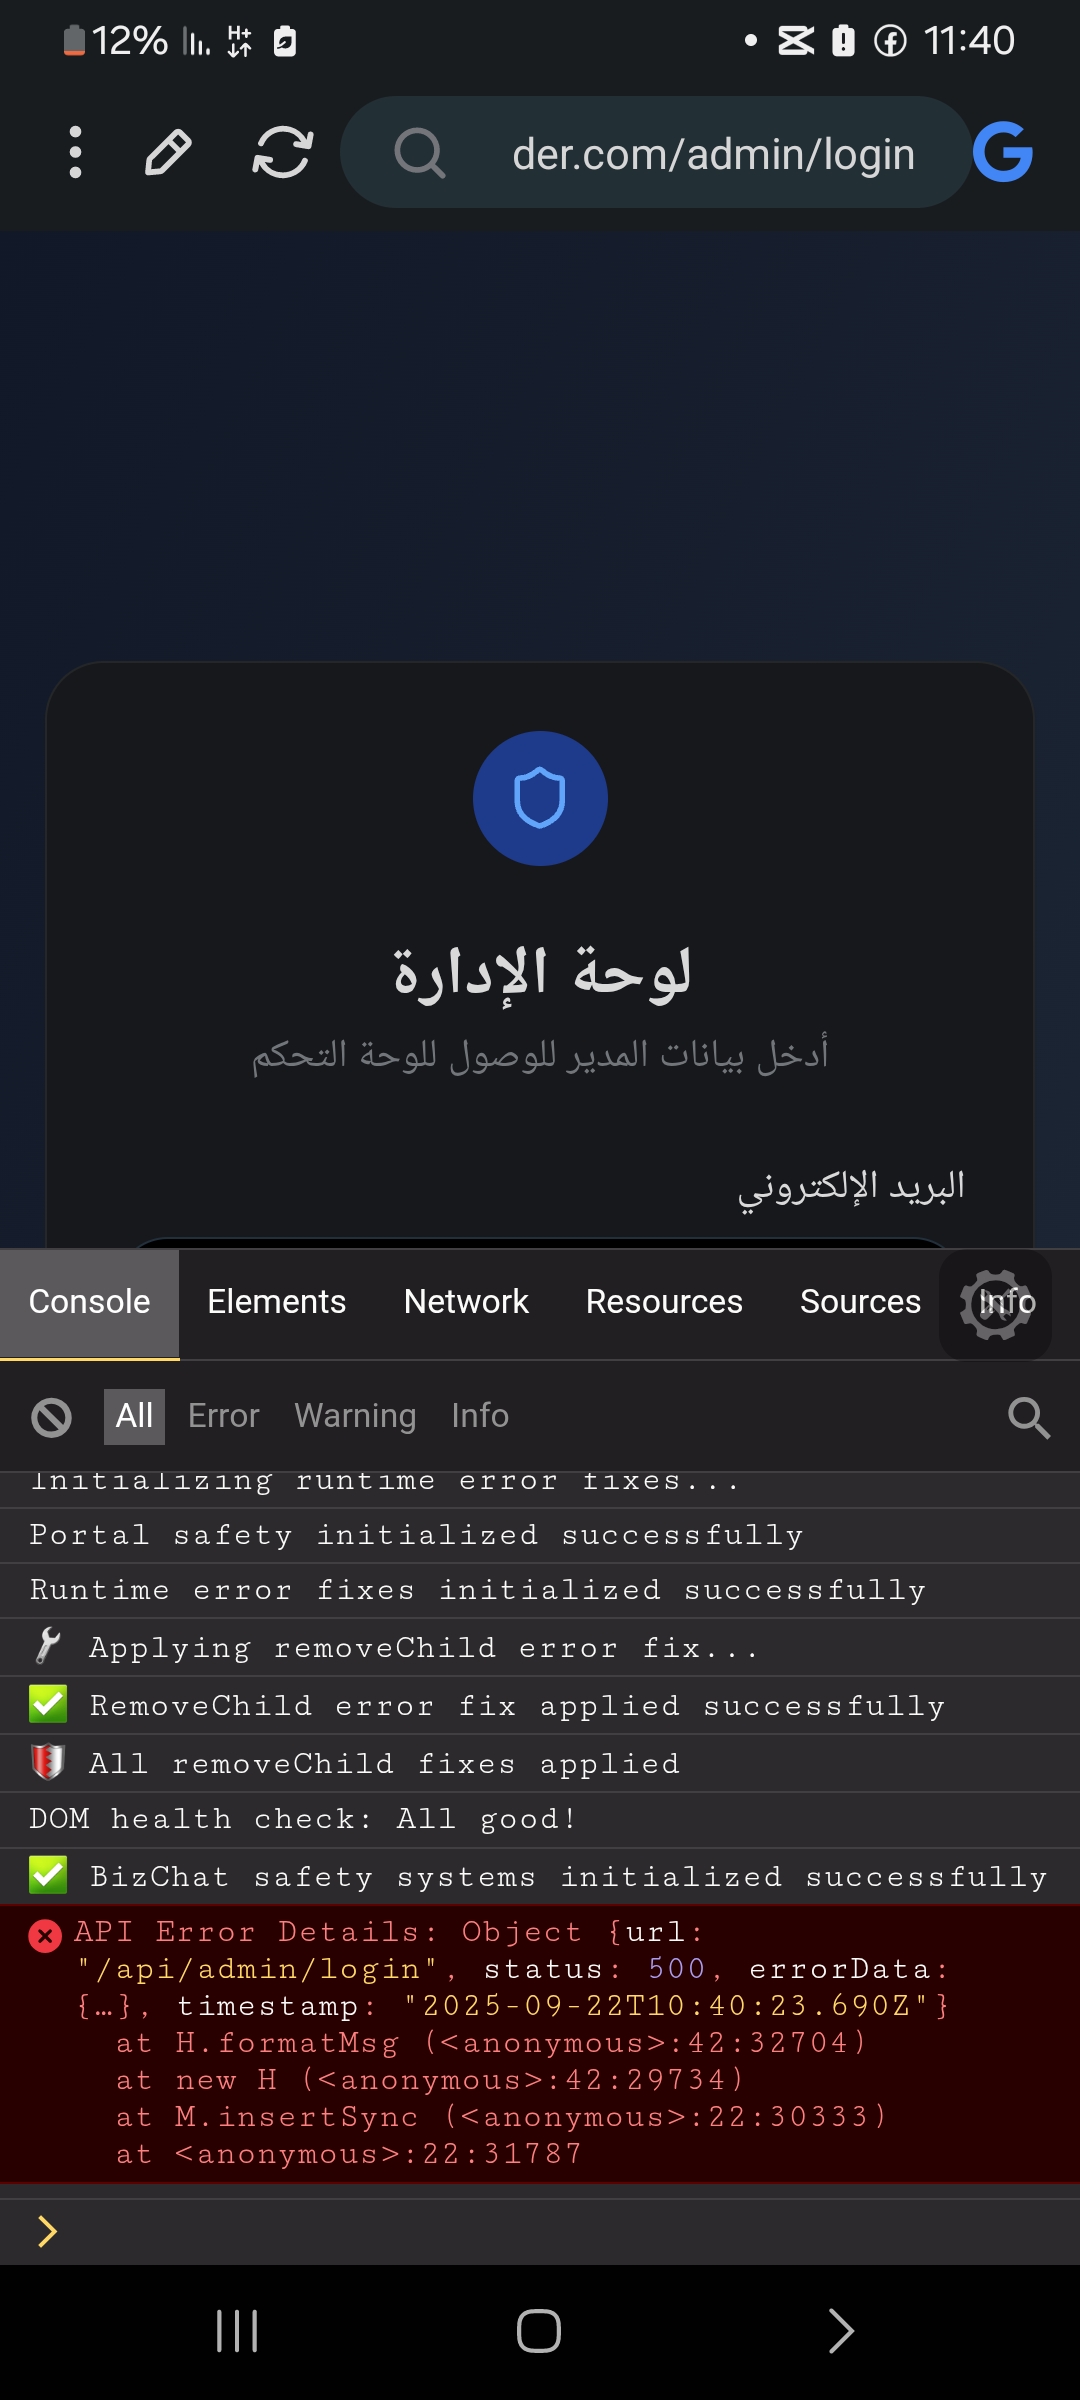 12%
11:40
der.com/admin/login
لوحة الإدارة
أدخل بيانات المدير للوصول للوحة التحكم
البريد الإلكتروني
Console Elements Network Resources Sources Info
All Error Warning Info
Initializing runtime error fixes...
Portal safety initialized successfully
Runtime error fixes initialized successfully
🔧 Applying removeChild error fix...
✅ RemoveChild error fix applied successfully
🛡️ All removeChild fixes applied
DOM health check: All good!
✅ BizChat safety systems initialized successfully
API Error Details: Object {url:
"/api/admin/login", status: 500, errorData:
{…}, timestamp: "2025-09-22T10:40:23.690Z"}
at H.formatMsg (<anonymous>:42:32704)
at new H (<anonymous>:42:29734)
at M.insertSync (<anonymous>:22:30333)
at <anonymous>:22:31787